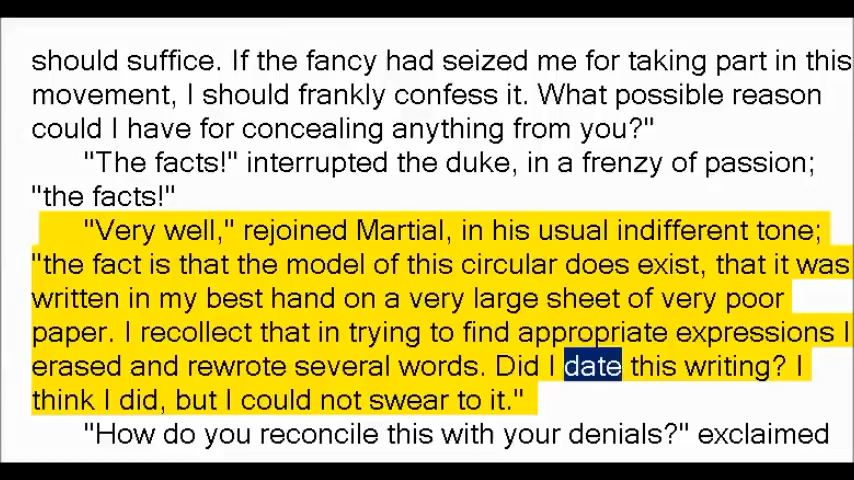 should suffice. If the fancy had seized me for taking part in this
movement, I should frankly confess it. What possible reason
could I have for concealing anything from you?"
"The facts!" interrupted the duke, in a frenzy of passion;
"the facts!"
"Very well," rejoined Martial, in his usual indifferent tone;
"the fact is that the model of this circular does exist, that it was
written in my best hand on a very large sheet of very poor
paper. I recollect that in trying to find appropriate expressions I
erased and rewrote several words. Did I date this writing? I
think I did, but I could not swear to it."
"How do you reconcile this with your denials?" exclaimed